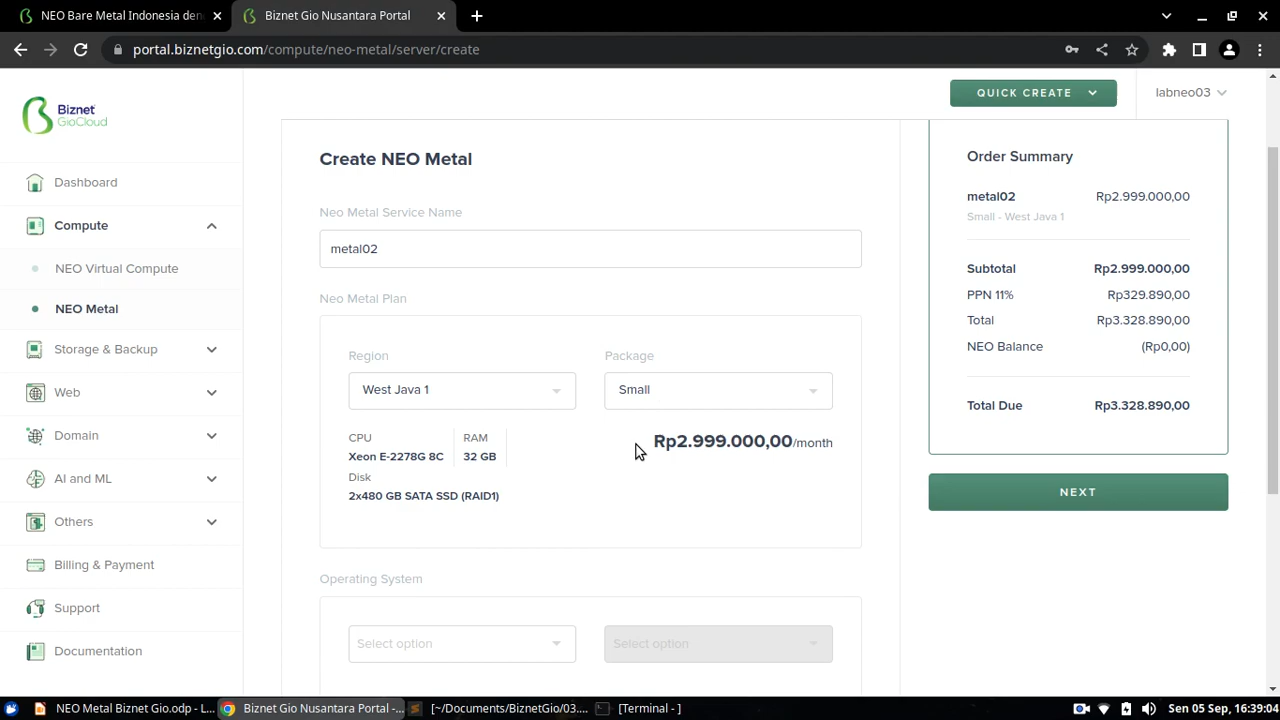 NEO Bare Metal Indonesia den
Biznet Gio Nusantara Portal
portal.biznetgio.com/compute/neo-metal/server/create
Biznet
GioCloud
QUICK CREATE
labneo03
Dashboard
Compute
NEO Virtual Compute
NEO Metal
Storage & Backup
Web
Domain
AI and ML
Others
Billing & Payment
Support
Documentation
Create NEO Metal
Neo Metal Service Name
metal02
Neo Metal Plan
Region
Package
West Java 1
Small
CPU
RAM
Xeon E-2278G 8C
32 GB
Disk
2x480 GB SATA SSD (RAID1)
Rp2.999.000,00/month
Operating System
Select option
Select option
Order Summary
metal02 Rp2.999.000,00
Small - West Java 1
Subtotal Rp2.999.000,00
PPN 11% Rp329.890,00
Total Rp3.328.890,00
NEO Balance (Rp0,00)
Total Due Rp3.328.890,00
NEXT
NEO Metal Biznet Gio.odp - L...
Biznet Gio Nusantara Portal -...
[~/Documents/BiznetGio/03....
[Terminal - ]
Sen 05 Sep, 16:39:04